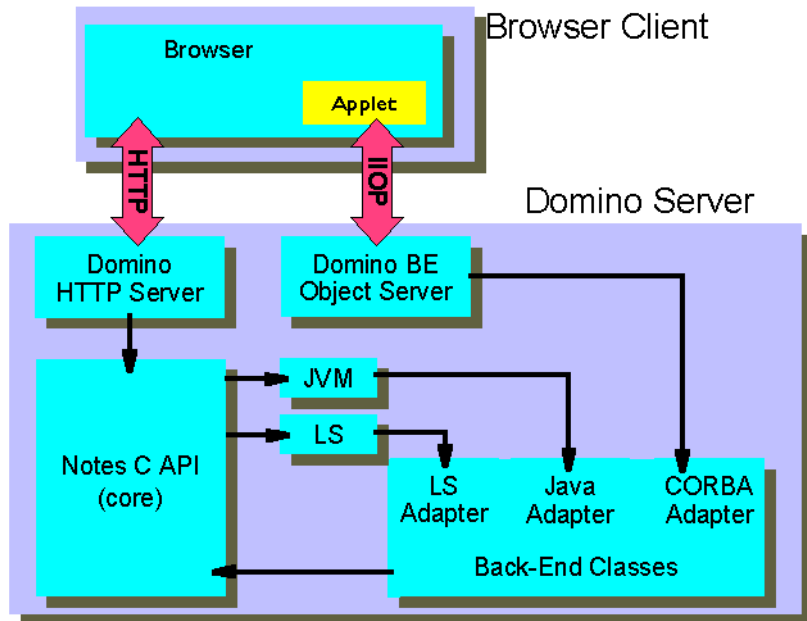 Browser Client
Browser
Applet
HTTP
IIOP
Domino Server
Domino
HTTP Server
Domino BE
Object Server
JVM
LS
Notes C API
(core)
LS
Adapter
Java
Adapter
CORBA
Adapter
Back-End Classes